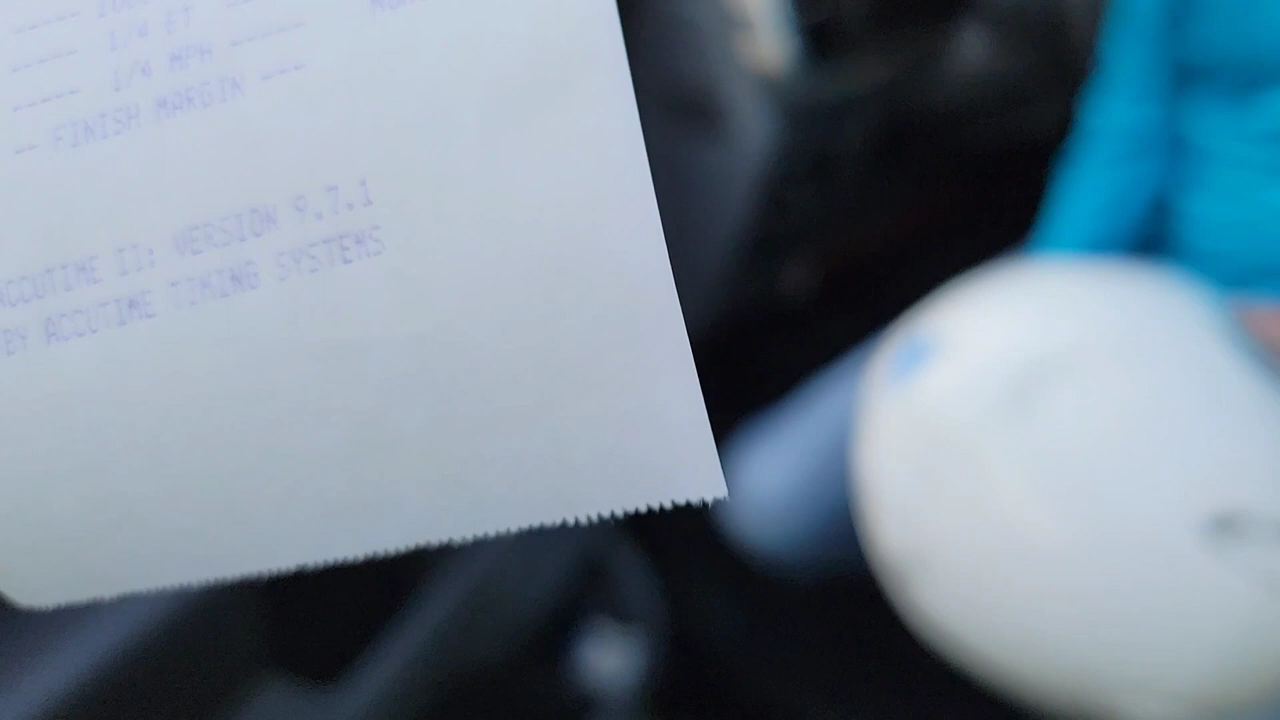 ----- 1/4 ET --
----- 1/4 MPH -----
-- FINISH MARGIN ---
ACCUTIME II: VERSION 9.7.1
BY ACCUTIME TIMING SYSTEMS